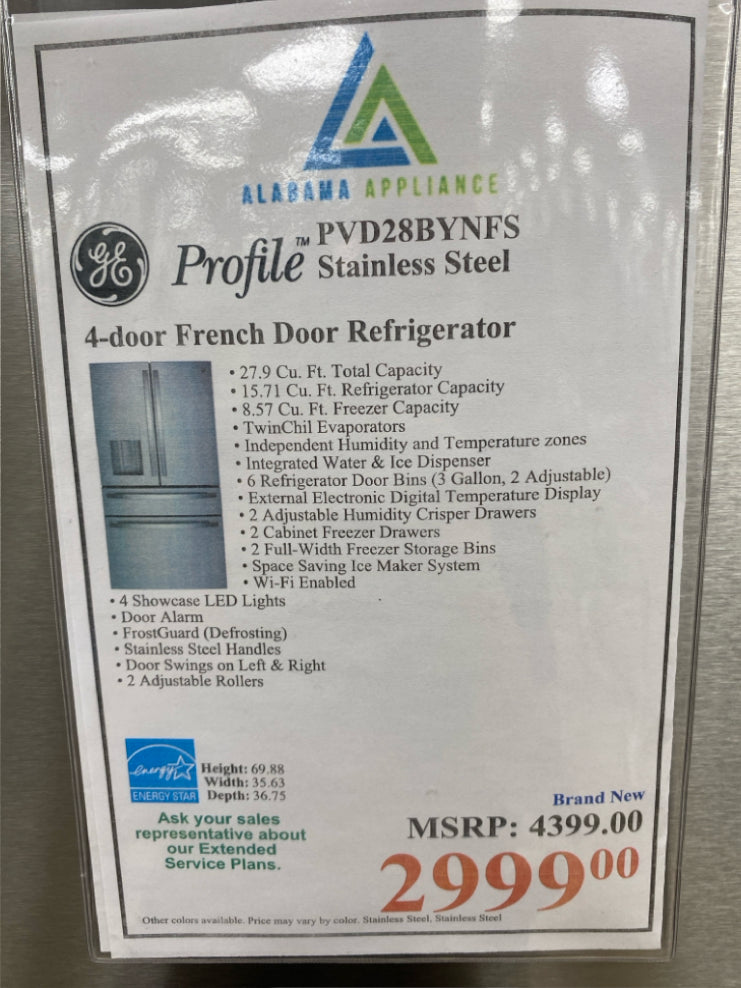 ALABAMA APPLIANCE
GE Profile™ PVD28BYNFS
Stainless Steel
4-door French Door Refrigerator
• 27.9 Cu. Ft. Total Capacity
• 15.71 Cu. Ft. Refrigerator Capacity
• 8.57 Cu. Ft. Freezer Capacity
• TwinChil Evaporators
• Independent Humidity and Temperature zones
• Integrated Water & Ice Dispenser
• 6 Refrigerator Door Bins (3 Gallon, 2 Adjustable)
• External Electronic Digital Temperature Display
• 2 Adjustable Humidity Crisper Drawers
• 2 Cabinet Freezer Drawers
• 2 Full-Width Freezer Storage Bins
• Space Saving Ice Maker System
• Wi-Fi Enabled
• 4 Showcase LED Lights
• Door Alarm
• FrostGuard (Defrosting)
• Stainless Steel Handles
• Door Swings on Left & Right
• 2 Adjustable Rollers
energy
ENERGY STAR
Height: 69.88
Width: 35.63
Depth: 36.75
Ask your sales
representative about
our Extended
Service Plans.
Brand New
MSRP: 4399.00
2999 00
Other colors available. Price may vary by color. Stainless Steel, Stainless Steel